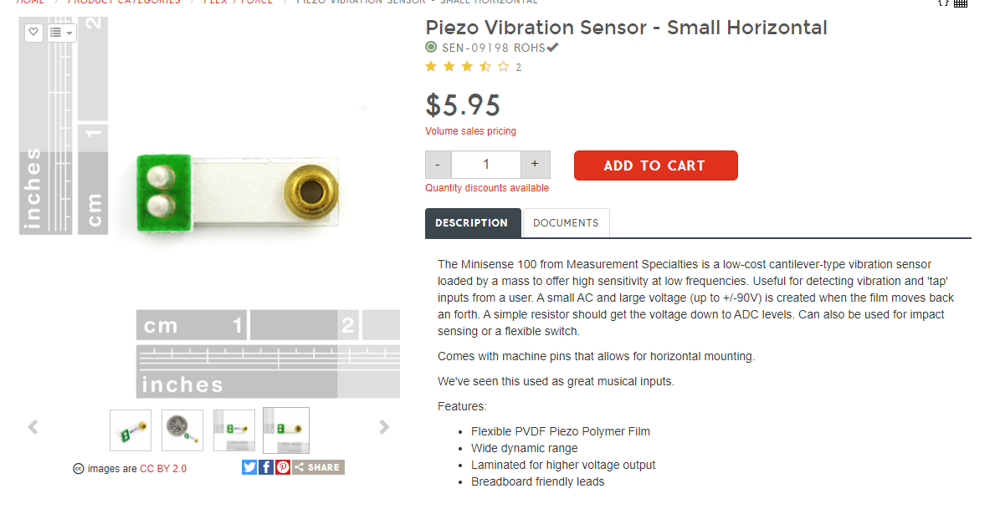 HOME / PRODUCT CATEGORIES / FLEX / FORCE / PIEZO VIBRATION SENSOR - SMALL HORIZONTAL
Piezo Vibration Sensor - Small Horizontal
SEN-09198 ROHS✔
2
$5.95
Volume sales pricing
- 1 +
ADD TO CART
Quantity discounts available
DESCRIPTION
DOCUMENTS
The Minisense 100 from Measurement Specialties is a low-cost cantilever-type vibration sensor
loaded by a mass to offer high sensitivity at low frequencies. Useful for detecting vibration and 'tap'
inputs from a user. A small AC and large voltage (up to +/-90V) is created when the film moves back
an forth. A simple resistor should get the voltage down to ADC levels. Can also be used for impact
sensing or a flexible switch.
Comes with machine pins that allows for horizontal mounting.
We've seen this used as great musical inputs.
Features:
• Flexible PVDF Piezo Polymer Film
• Wide dynamic range
• Laminated for higher voltage output
• Breadboard friendly leads
inches
cm 1 2
cm 1 2
inches
images are CC BY 2.0
SHARE